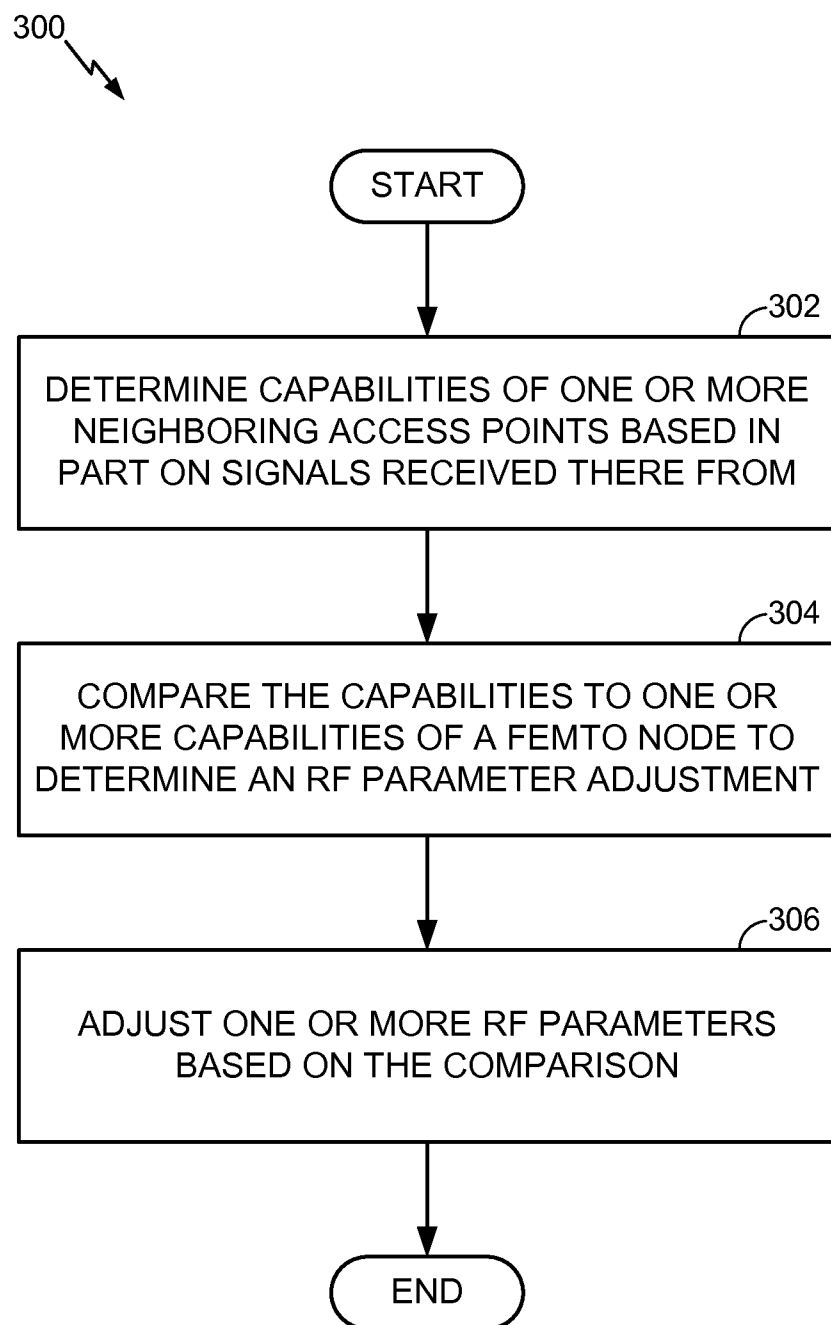 300
START
302
DETERMINE CAPABILITIES OF ONE OR MORE
NEIGHBORING ACCESS POINTS BASED IN
PART ON SIGNALS RECEIVED THERE FROM
304
COMPARE THE CAPABILITIES TO ONE OR
MORE CAPABILITIES OF A FEMTO NODE TO
DETERMINE AN RF PARAMETER ADJUSTMENT
306
ADJUST ONE OR MORE RF PARAMETERS
BASED ON THE COMPARISON
END